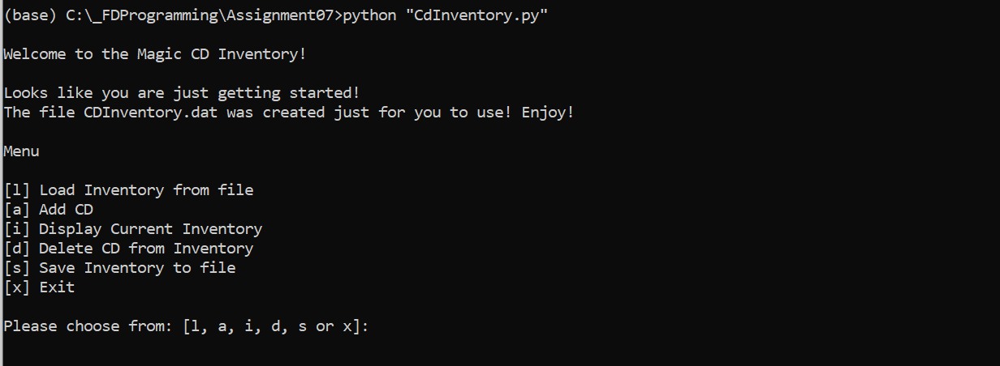 (base) C:\_FDProgramming\Assignment07>python "CdInventory.py"
Welcome to the Magic CD Inventory!
Looks like you are just getting started!
The file CDInventory.dat was created just for you to use! Enjoy!
Menu
[l] Load Inventory from file
[a] Add CD
[i] Display Current Inventory
[d] Delete CD from Inventory
[s] Save Inventory to file
[x] Exit
Please choose from: [l, a, i, d, s or x]: